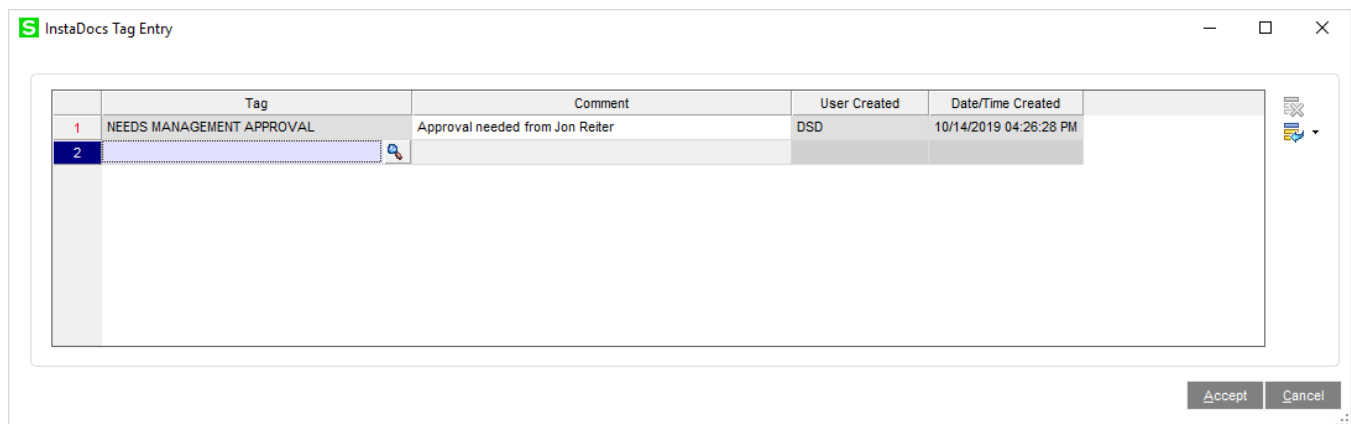 S InstaDocs Tag Entry
Tag Comment User Created Date/Time Created
1 NEEDS MANAGEMENT APPROVAL Approval needed from Jon Reiter DSD 10/14/2019 04:26:28 PM
2
Accept Cancel